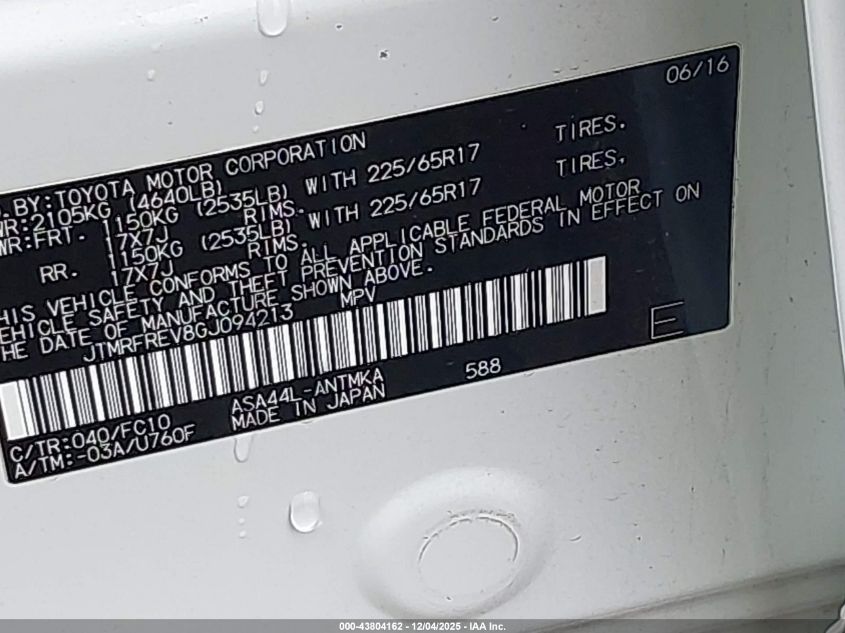 06/16
. BY:TOYOTA MOTOR CORPORATION
WR:2105KG (4640LB)
WR:FRT. 1150KG (2535LB) WITH 225/65R17 TIRES.
17X7J RIMS.
RR. 1150KG (2535LB) WITH 225/65R17 TIRES,
17X7J RIMS.
HIS VEHICLE CONFORMS TO ALL APPLICABLE FEDERAL MOTOR
EHICLE SAFETY AND THEFT PREVENTION STANDARDS IN EFFECT ON
HE DATE OF MANUFACTURE SHOWN ABOVE.
JTMRFREV8GJ094213 MPV
E
C/TR:040/FC10 ASA44L-ANTMKA 588
A/TM:-03A/U760F MADE IN JAPAN
000-43804162 - 12/04/2025 - IAA Inc.